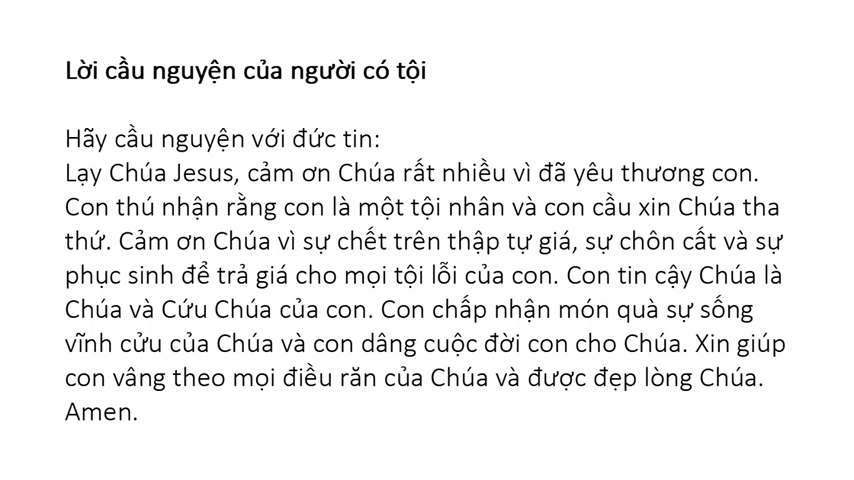 Lời cầu nguyện của người có tội
Hãy cầu nguyện với đức tin:
Lạy Chúa Jesus, cảm ơn Chúa rất nhiều vì đã yêu thương con.
Con thú nhận rằng con là một tội nhân và con cầu xin Chúa tha
thứ. Cảm ơn Chúa vì sự chết trên thập tự giá, sự chôn cất và sự
phục sinh để trả giá cho mọi tội lỗi của con. Con tin cậy Chúa là
Chúa và Cứu Chúa của con. Con chấp nhận món quà sự sống
vĩnh cửu của Chúa và con dâng cuộc đời con cho Chúa. Xin giúp
con vâng theo mọi điều răn của Chúa và được đẹp lòng Chúa.
Amen.